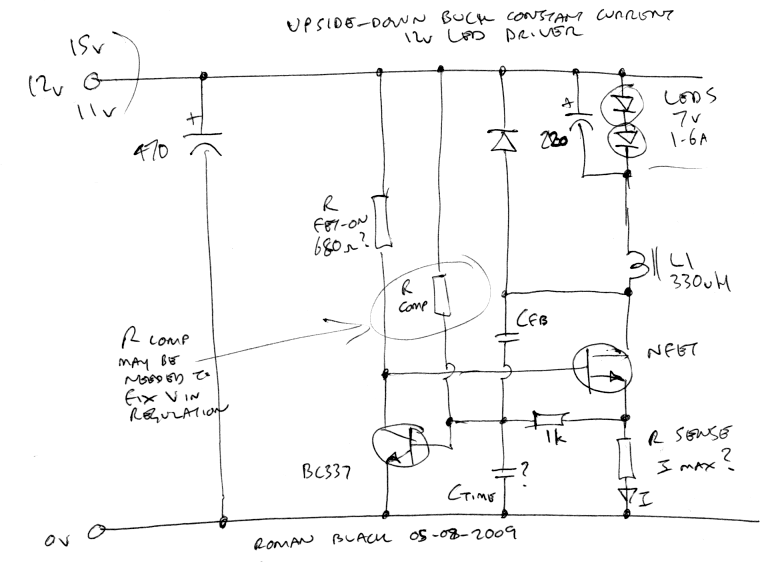 UPSIDE-DOWN BUCK CONSTANT CURRENT
12V LED DRIVER
15V
12V
11V
+
470
R
FET-ON
680Ω?
R
COMP
+
220
LEDS
7V
1.6A
L1
330uH
CFB
NFET
R COMP
MAY BE
NEEDED TO
FIX VIN
REGULATION
BC337
1K
CTIME
?
R SENSE
I MAX?
I
0V
ROMAN BLACK 05-08-2009